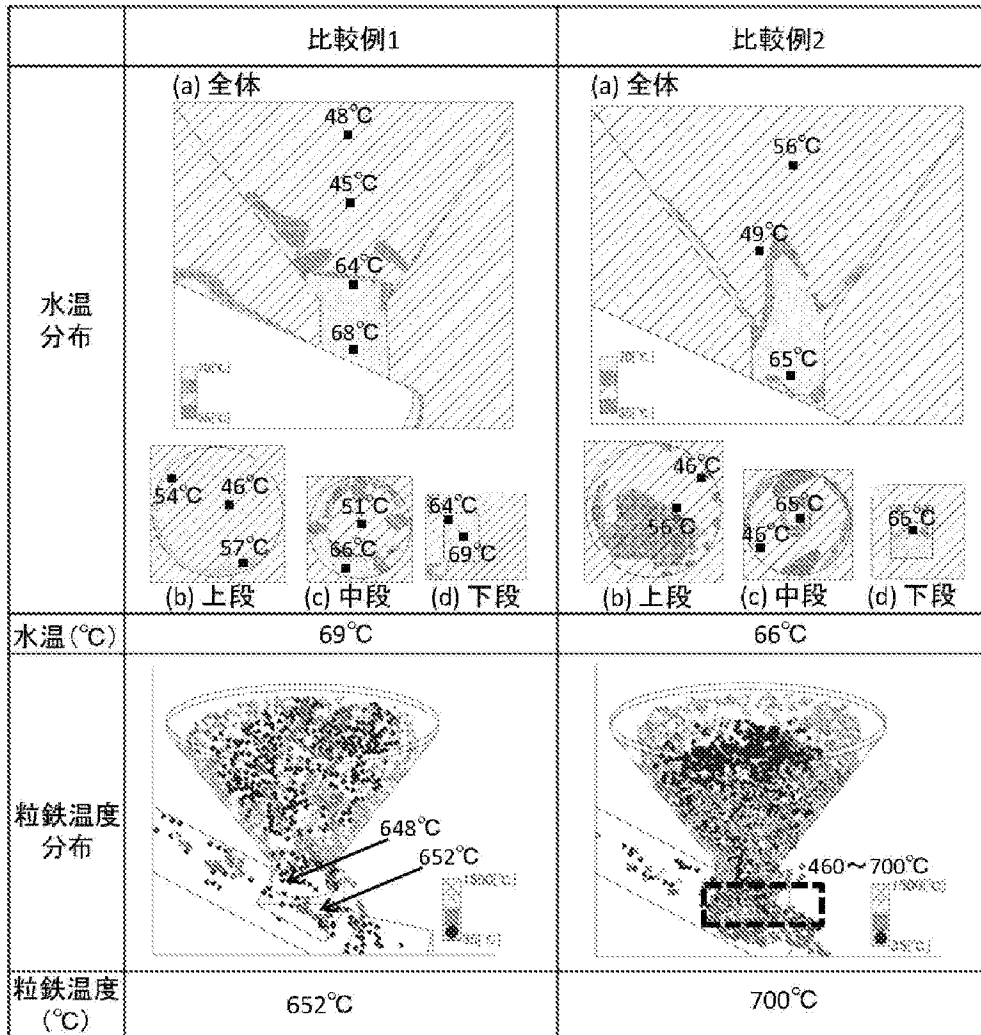 比較例1
比較例2
水温
分布
(a) 全体
48℃
45℃
64℃
68℃
54℃
46℃
57℃
(b) 上段
51℃
66℃
(c) 中段
64℃
69℃
(d) 下段
(a) 全体
56℃
49℃
65℃
46℃
56℃
(b) 上段
65℃
46℃
(c) 中段
66℃
(d) 下段
水温(℃)
69℃
66℃
粒鉄温度
分布
648℃
652℃
460～700℃
粒鉄温度
(℃)
652℃
700℃